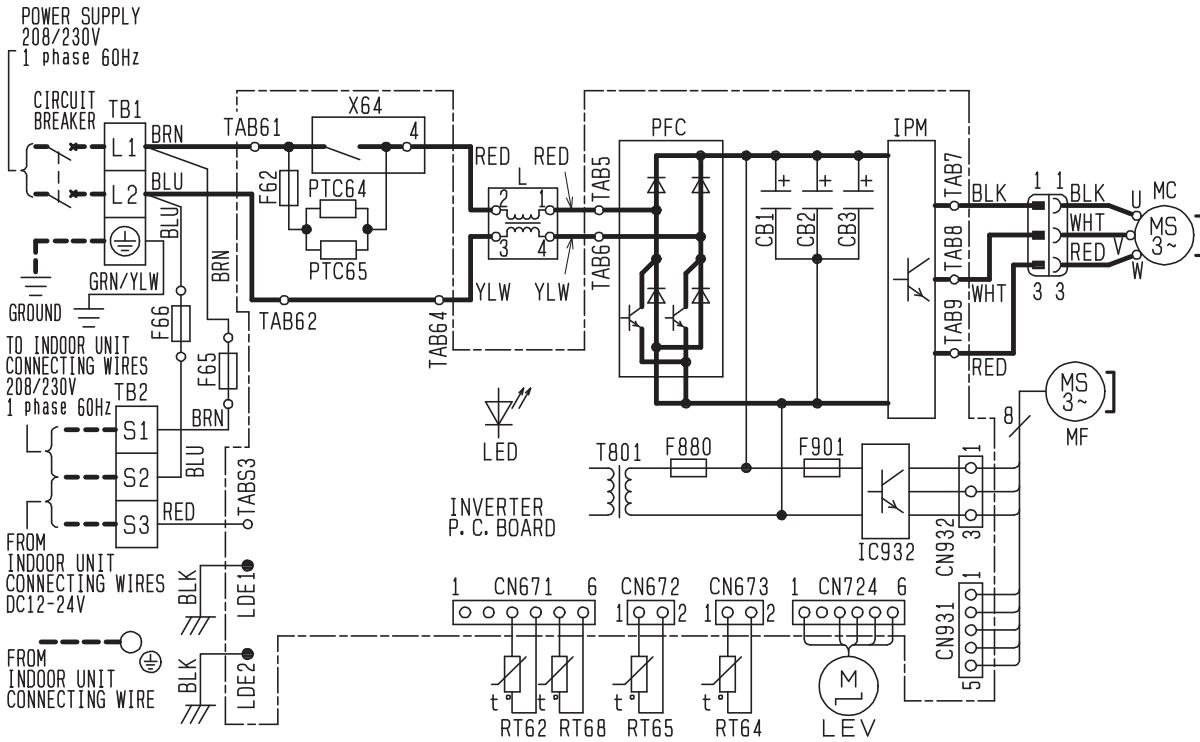 POWER SUPPLY
208/230V
1 phase 60Hz
CIRCUIT
BREAKER
TB1
L1
L2
BRN
BLU
BLU
BRN
GRN/YLW
GROUND
F66
F65
TO INDOOR UNIT
CONNECTING WIRES
208/230V
1 phase 60Hz
TB2
S1
S2
S3
BRN
BLU
RED
TABS3
FROM
INDOOR UNIT
CONNECTING WIRES
DC12-24V
BLK
LDE1
FROM
INDOOR UNIT
CONNECTING WIRE
BLK
LDE2
TAB61
X64
4
F62
PTC64
PTC65
TAB62
TAB64
RED
RED
L
2 1
3 4
YLW
YLW
TAB5
TAB6
PFC
CB1
CB2
CB3
+
+
+
IPM
TAB7
TAB8
TAB9
BLK
WHT
RED
1 1
3 3
BLK
WHT
RED
U
V
W
MC
MS
3~
LED
INVERTER
P. C. BOARD
T801
F880
F901
IC932
1
3
CN932
8
MS
3~
MF
1
5
CN931
1 CN671 6
CN672
1 2
CN673
1 2
1 CN724 6
t°
t°
t°
t°
RT62
RT68
RT65
RT64
M
LEV